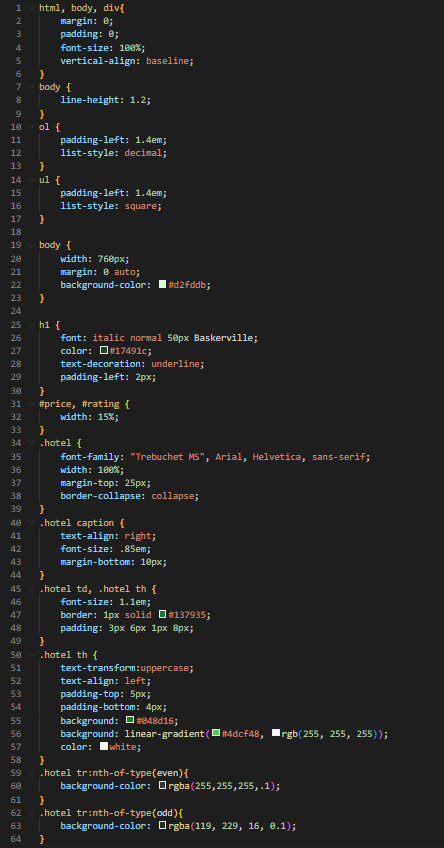 1 html, body, div{
2 margin: 0;
3 padding: 0;
4 font-size: 100%;
5 vertical-align: baseline;
6 }
7 body {
8 line-height: 1.2;
9 }
10 ol {
11 padding-left: 1.4em;
12 list-style: decimal;
13 }
14 ul {
15 padding-left: 1.4em;
16 list-style: square;
17 }
18
19 body {
20 width: 760px;
21 margin: 0 auto;
22 background-color: #d2fddb;
23 }
24
25 h1 {
26 font: italic normal 50px Baskerville;
27 color: #17491c;
28 text-decoration: underline;
29 padding-left: 2px;
30 }
31 #price, #rating {
32 width: 15%;
33 }
34 .hotel {
35 font-family: "Trebuchet MS", Arial, Helvetica, sans-serif;
36 width: 100%;
37 margin-top: 25px;
38 border-collapse: collapse;
39 }
40 .hotel caption {
41 text-align: right;
42 font-size: .85em;
43 margin-bottom: 10px;
44 }
45 .hotel td, .hotel th {
46 font-size: 1.1em;
47 border: 1px solid #137935;
48 padding: 3px 6px 1px 8px;
49 }
50 .hotel th {
51 text-transform:uppercase;
52 text-align: left;
53 padding-top: 5px;
54 padding-bottom: 4px;
55 background: #048d16;
56 background: linear-gradient(#4dcf48, rgb(255, 255, 255));
57 color: white;
58 }
59 .hotel tr:nth-of-type(even){
60 background-color: rgba(255,255,255,.1);
61 }
62 .hotel tr:nth-of-type(odd){
63 background-color: rgba(119, 229, 16, 0.1);
64 }